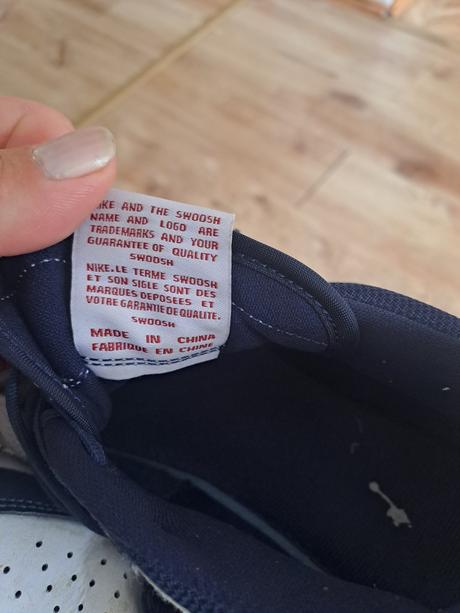 NIKE AND THE SWOOSH
NAME AND LOGO ARE
TRADEMARKS AND YOUR
GUARANTEE OF QUALITY
SWOOSH
NIKE.LE TERME SWOOSH
ET SON SIGLE SONT DES
MARQUES DEPOSEES ET
VOTRE GARANTIE DE QUALITE.
SWOOSH
MADE IN CHINA
FABRIQUE EN CHINE